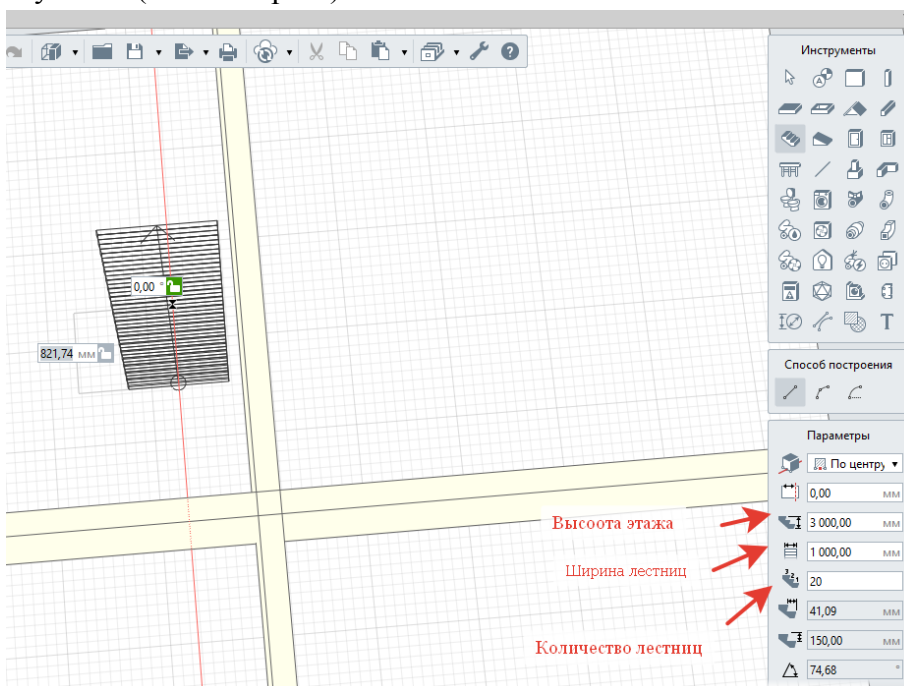 Инструменты
0,00 °
821,74 мм
Способ построения
Параметры
По центру
0,00 мм
Высоота этажа
3 000,00 мм
Ширина лестниц
1 000,00 мм
20
41,09 мм
Количество лестниц
150,00 мм
74,68 °